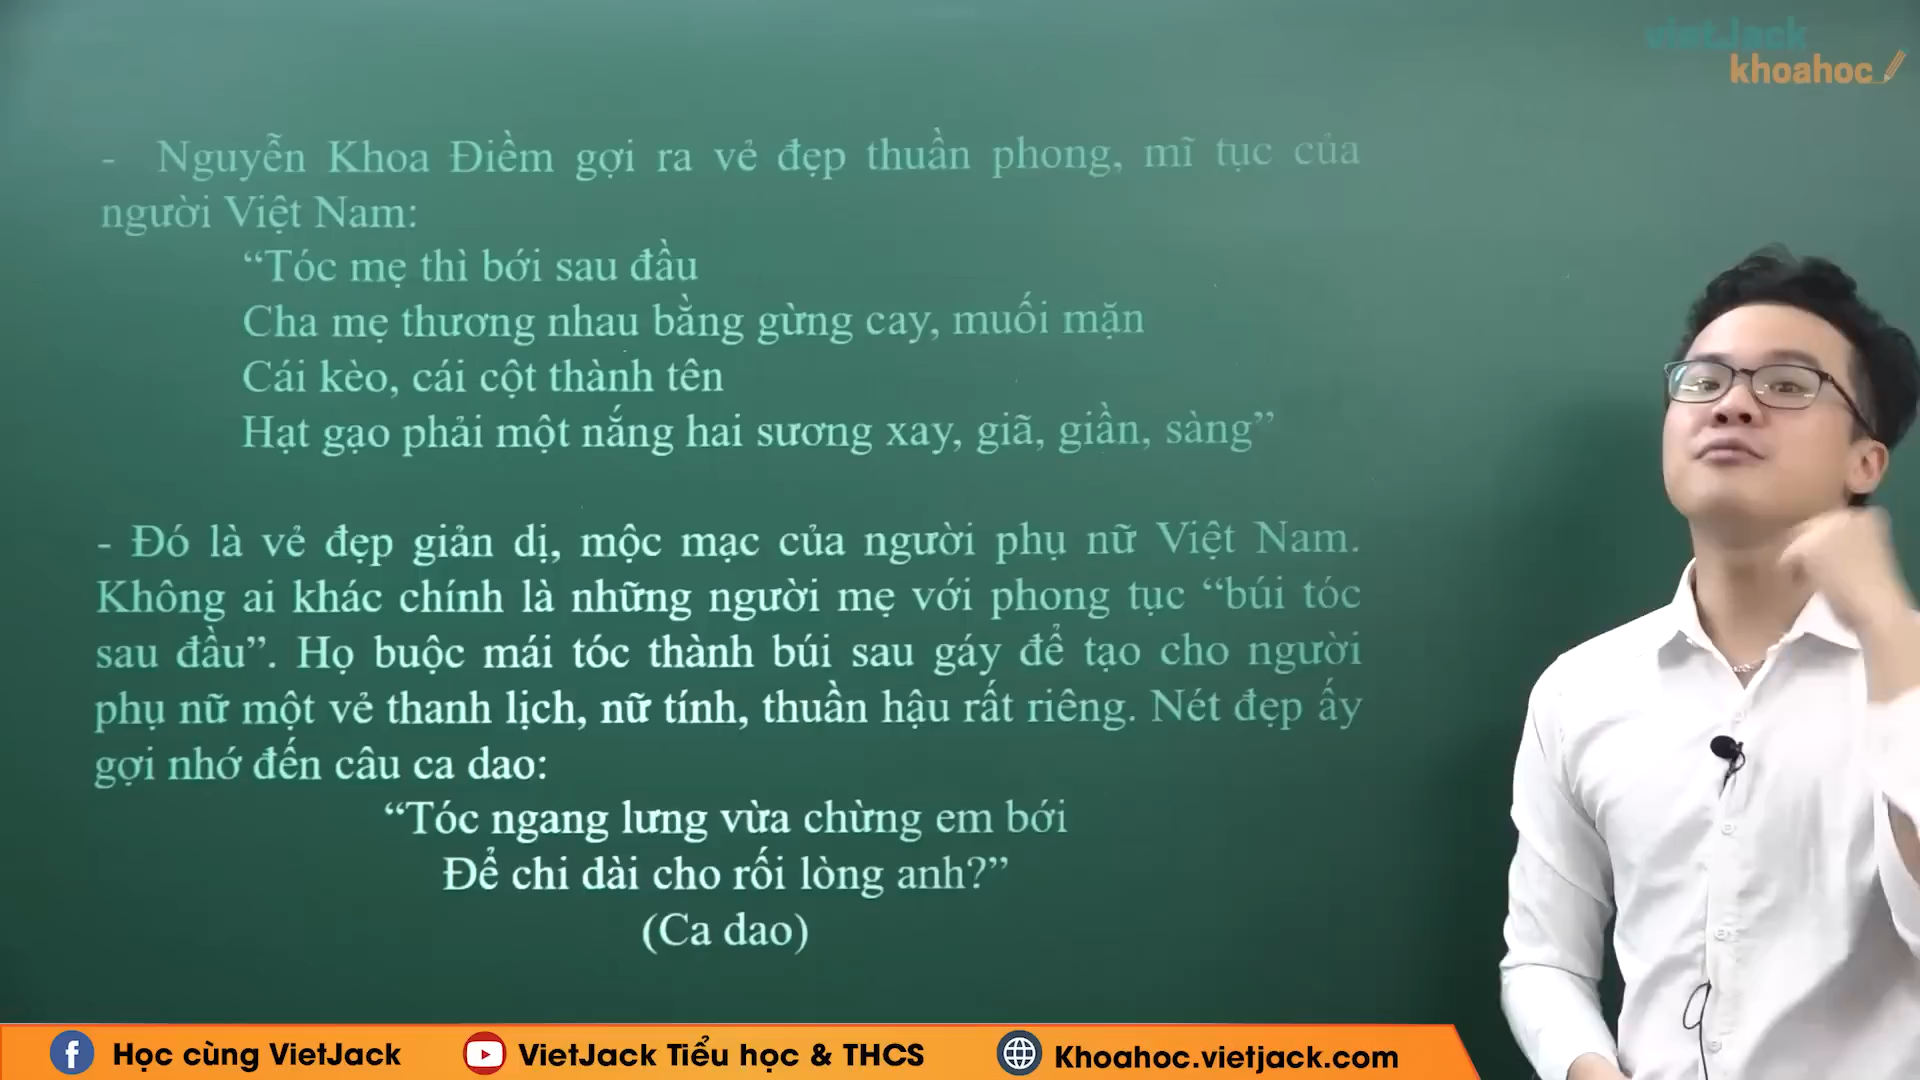 vietJack
khoahoc
- Nguyễn Khoa Điềm gợi ra vẻ đẹp thuần phong, mĩ tục của
người Việt Nam:
“Tóc mẹ thì bới sau đầu
Cha mẹ thương nhau bằng gừng cay, muối mặn
Cái kèo, cái cột thành tên
Hạt gạo phải một nắng hai sương xay, giã, giần, sàng”
- Đó là vẻ đẹp giản dị, mộc mạc của người phụ nữ Việt Nam.
Không ai khác chính là những người mẹ với phong tục “búi tóc
sau đầu”. Họ buộc mái tóc thành búi sau gáy để tạo cho người
phụ nữ một vẻ thanh lịch, nữ tính, thuần hậu rất riêng. Nét đẹp ấy
gợi nhớ đến câu ca dao:
“Tóc ngang lưng vừa chừng em bới
Để chi dài cho rối lòng anh?”
(Ca dao)
Học cùng VietJack
VietJack Tiểu học & THCS
Khoahoc.vietjack.com